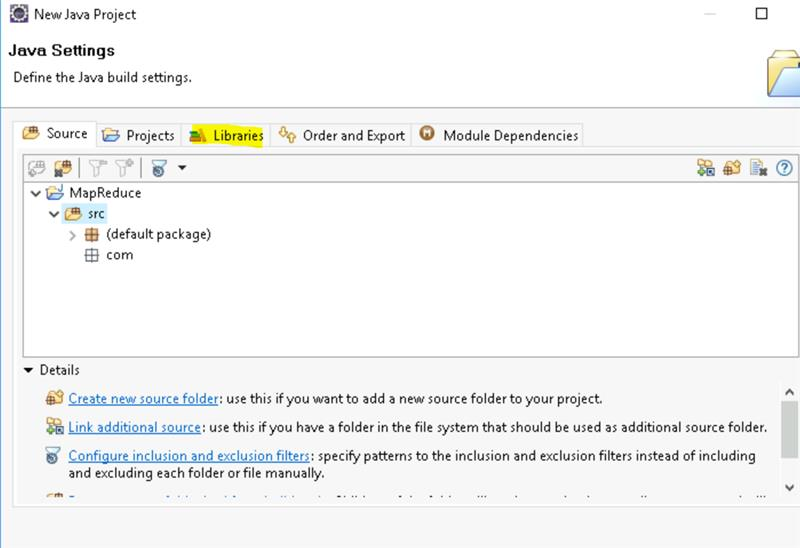 New Java Project
Java Settings
Define the Java build settings.
Source Projects Libraries Order and Export Module Dependencies
MapReduce
src
(default package)
com
Details
Create new source folder: use this if you want to add a new source folder to your project.
Link additional source: use this if you have a folder in the file system that should be used as additional source folder.
Configure inclusion and exclusion filters: specify patterns to the inclusion and exclusion filters instead of including
and excluding each folder or file manually.